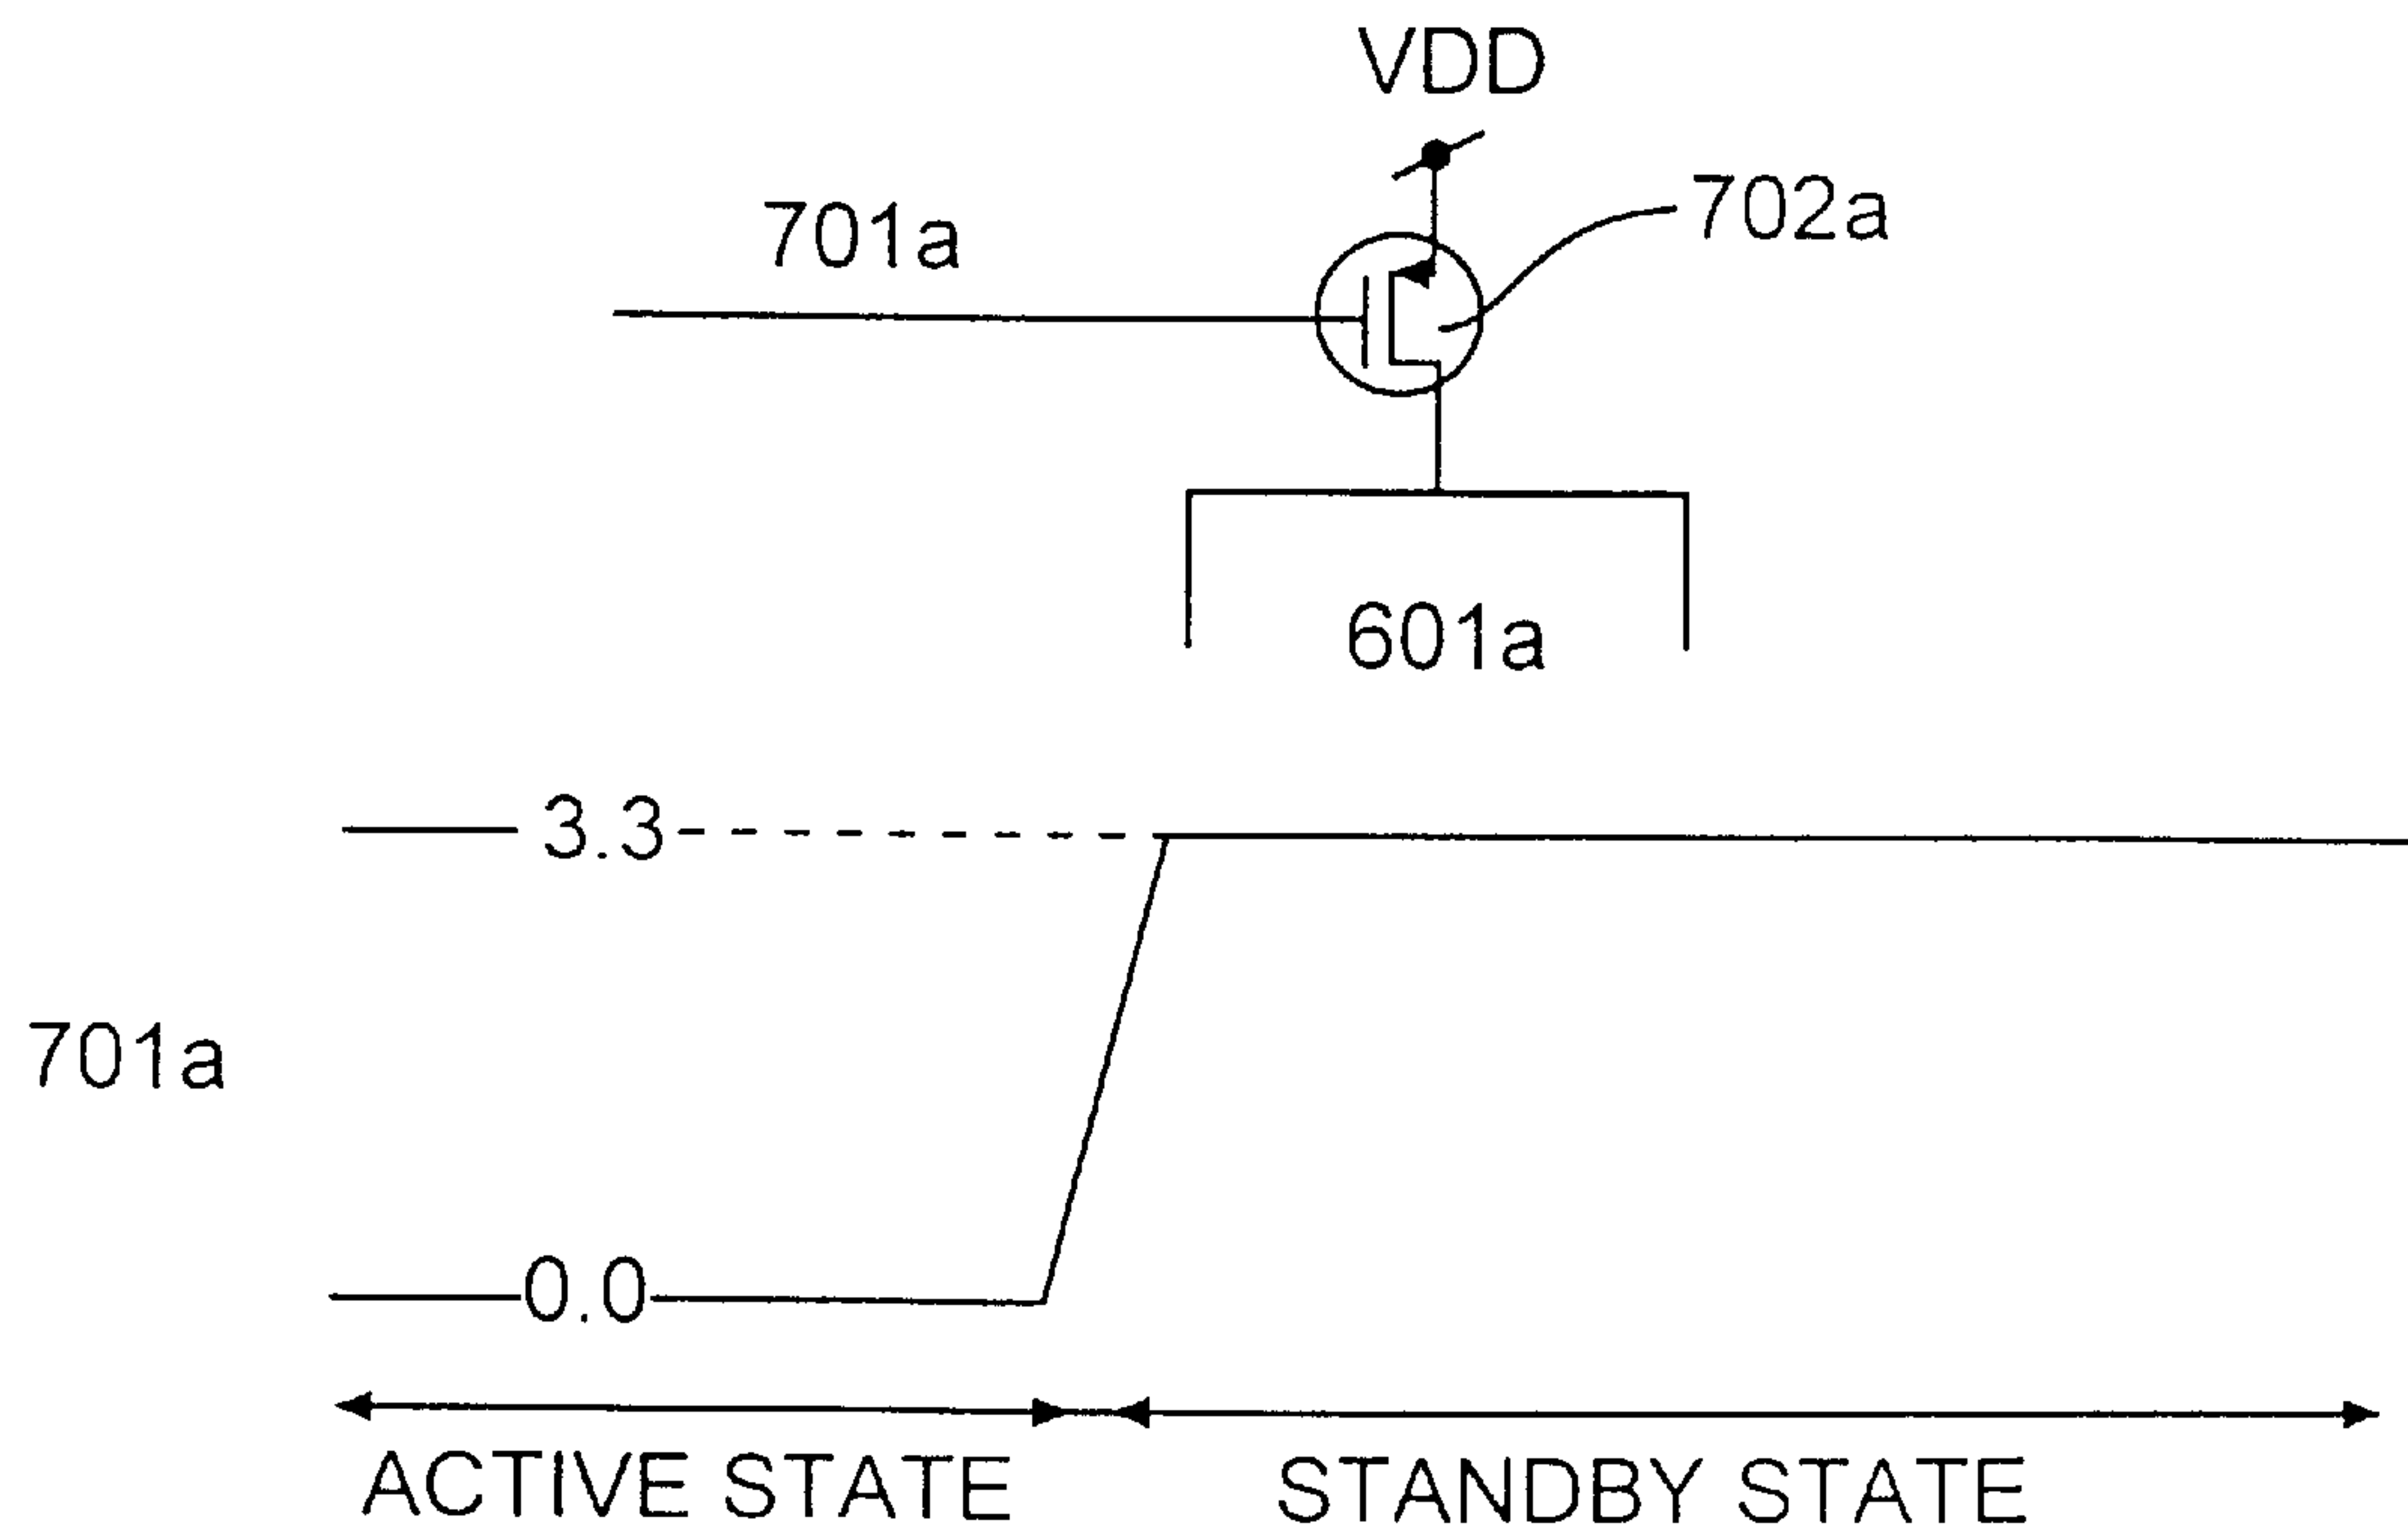 VDD
702a
701a
601a
3.3
701a
0.0
ACTIVE STATE
STANDBY STATE